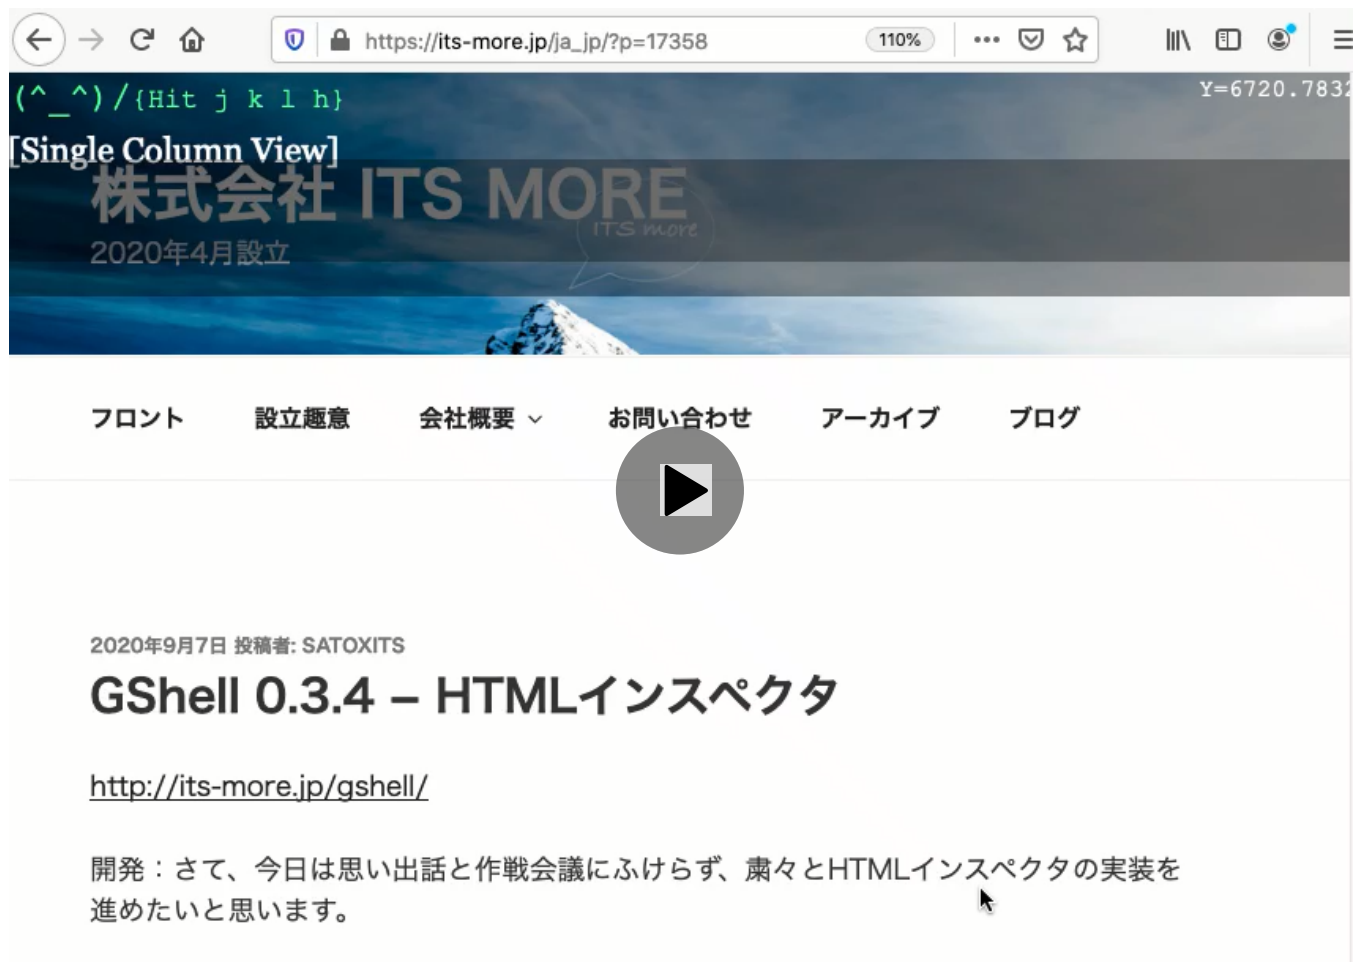 https://its-more.jp/ja_jp/?p=17358
110%
(^_^)/{Hit j k l h}
Y=6720.7832
[Single Column View]
株式会社 ITS MORE
ITS more
2020年4月設立
フロント
設立趣意
会社概要
お問い合わせ
アーカイブ
ブログ
2020年9月7日 投稿者: SATOXITS
GShell 0.3.4 – HTMLインスペクタ
http://its-more.jp/gshell/
開発：さて、今日は思い出話と作戦会議にふけらず、粛々とHTMLインスペクタの実装を
進めたいと思います。